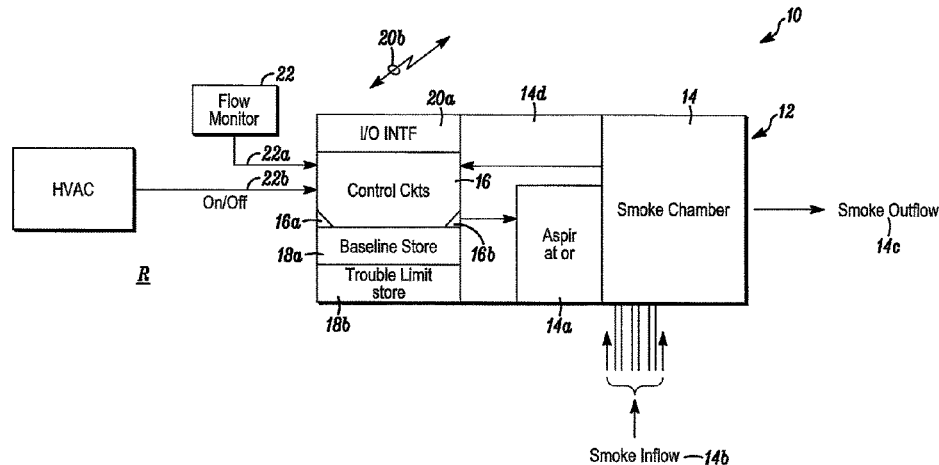 10
20b
22
Flow
Monitor
20a
14d
14
12
I/O INTF
22a
HVAC
22b
On/Off
Control Ckts
16
Smoke Chamber
Smoke Outflow
14c
16a
16b
Baseline Store
18a
Aspir
at or
R
Trouble Limit
store
18b
14a
Smoke Inflow
14b